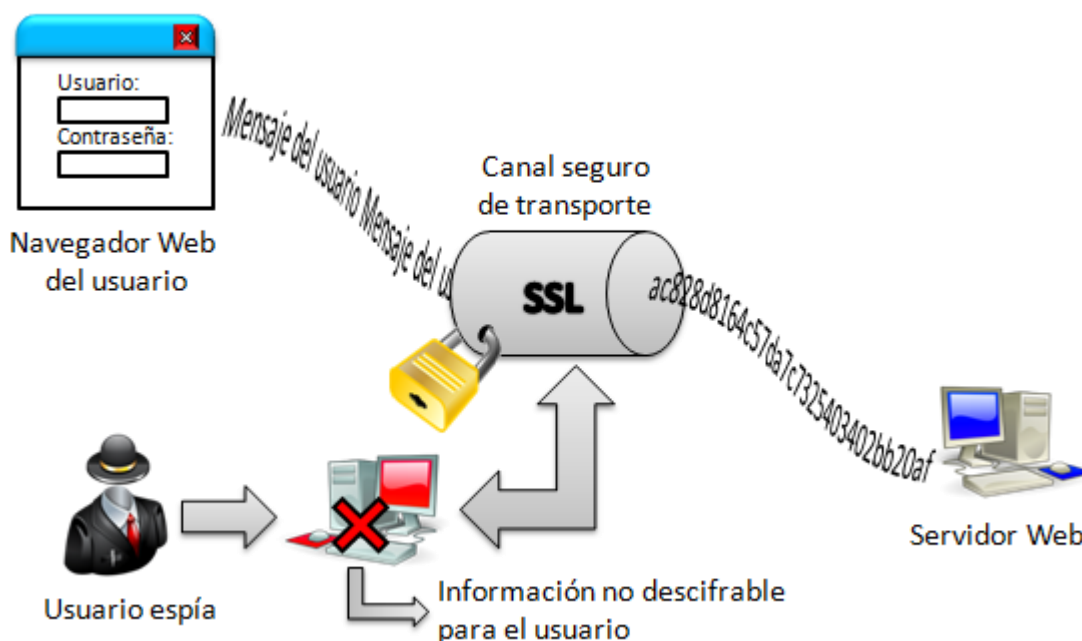 Usuario:
Contraseña:
Navegador Web
del usuario
Mensaje del usuario Mensaje del us
Canal seguro
de transporte
SSL
ac828d8164c57da7c7325403402bb20af
Servidor Web
Usuario espía
Información no descifrable
para el usuario